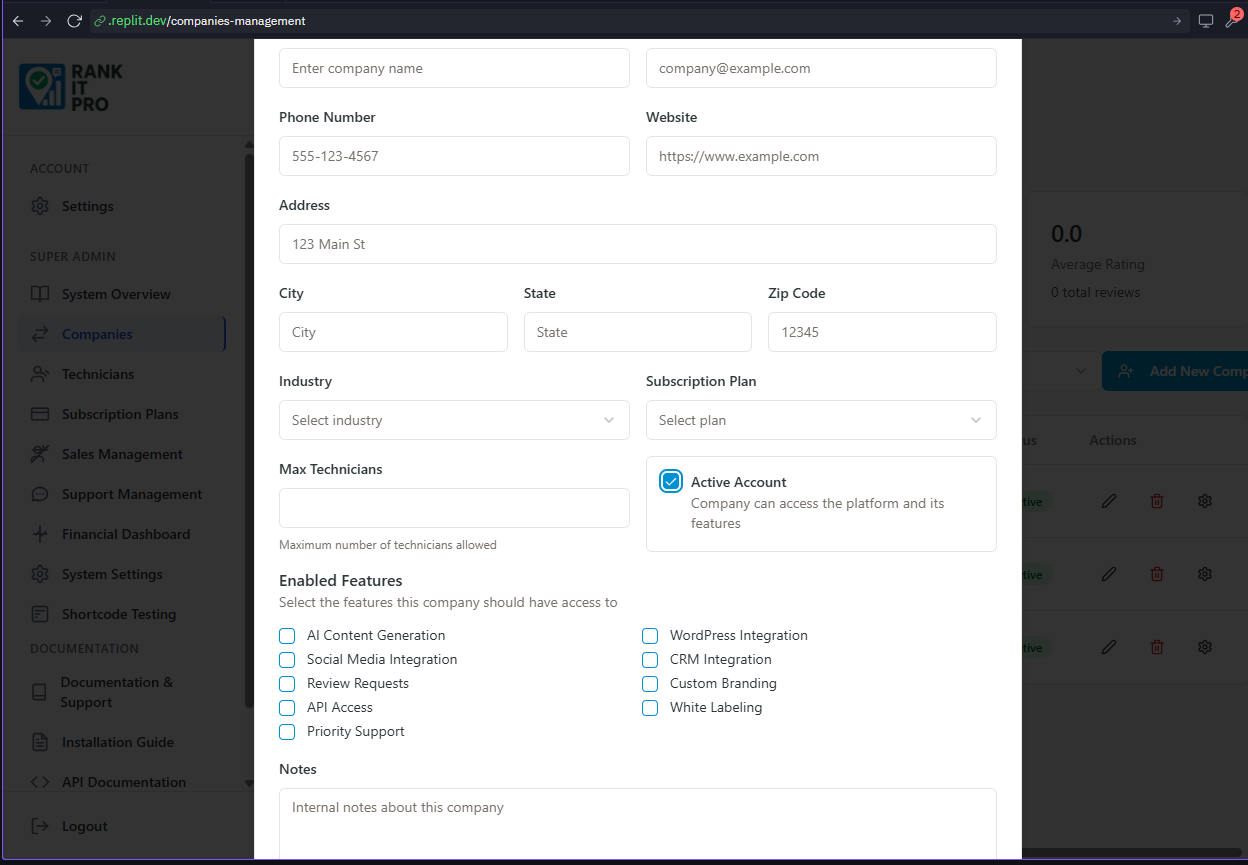 .replit.dev/companies-management
2
RANK
IT
PRO
ACCOUNT
Settings
SUPER ADMIN
System Overview
Companies
Technicians
Subscription Plans
Sales Management
Support Management
Financial Dashboard
System Settings
Shortcode Testing
DOCUMENTATION
Documentation &
Support
Installation Guide
API Documentation
Logout
Enter company name
company@example.com
Phone Number
Website
555-123-4567
https://www.example.com
Address
123 Main St
City
State
Zip Code
City
State
12345
Industry
Subscription Plan
Select industry
Select plan
Max Technicians
Active Account
Company can access the platform and its
features
Maximum number of technicians allowed
Enabled Features
Select the features this company should have access to
AI Content Generation
WordPress Integration
Social Media Integration
CRM Integration
Review Requests
Custom Branding
API Access
White Labeling
Priority Support
Notes
Internal notes about this company
0.0
Average Rating
0 total reviews
Add New Comp
us
Actions
tive
tive
tive